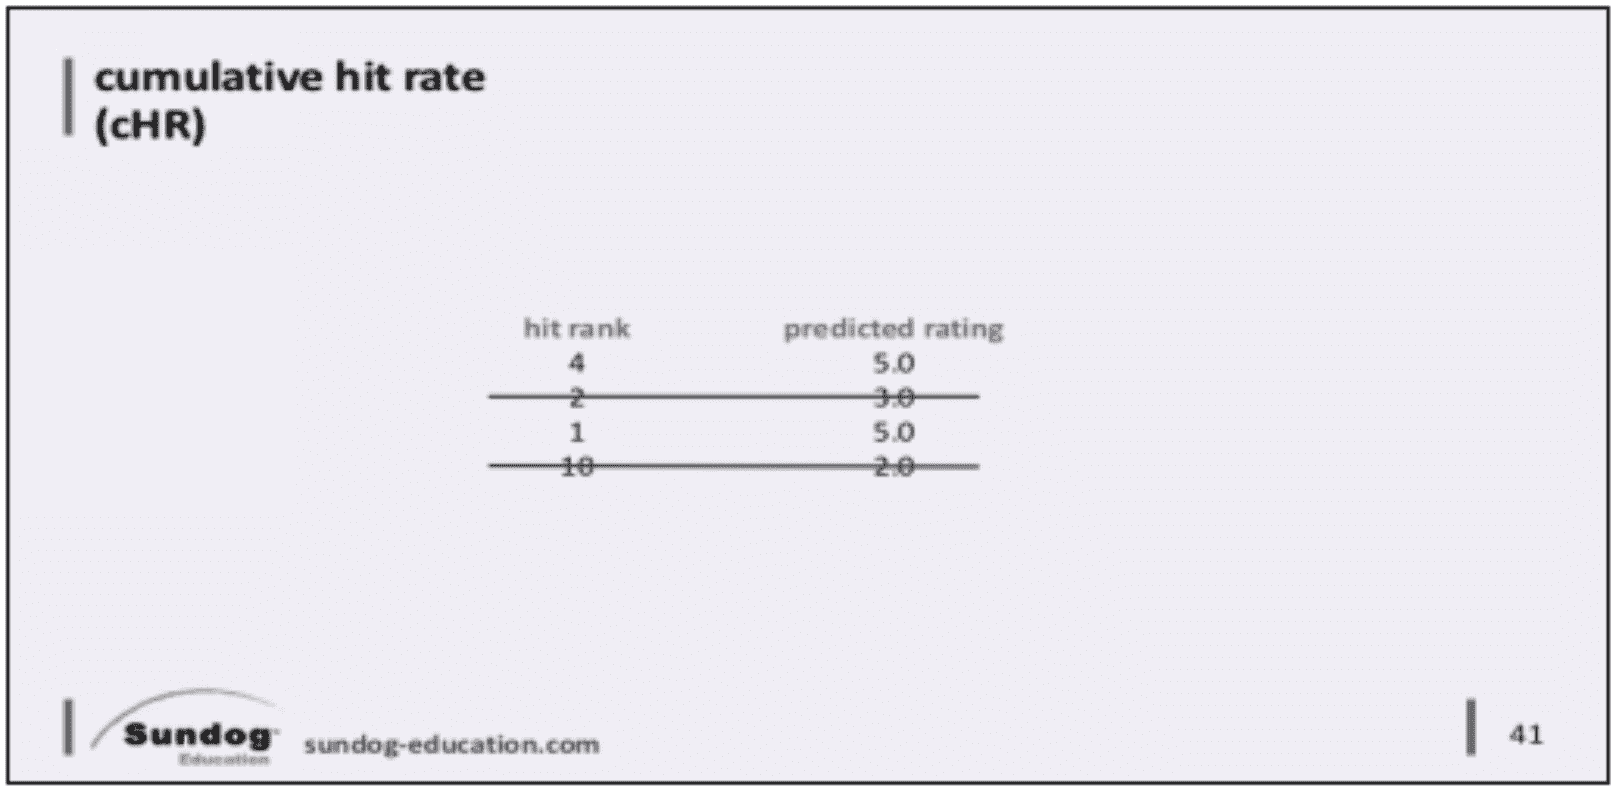 cumulative hit rate
(cHR)
hit rank predicted rating
4 5.0
2 3.0
1 5.0
10 2.0
Sundog
Education
sundog-education.com
41